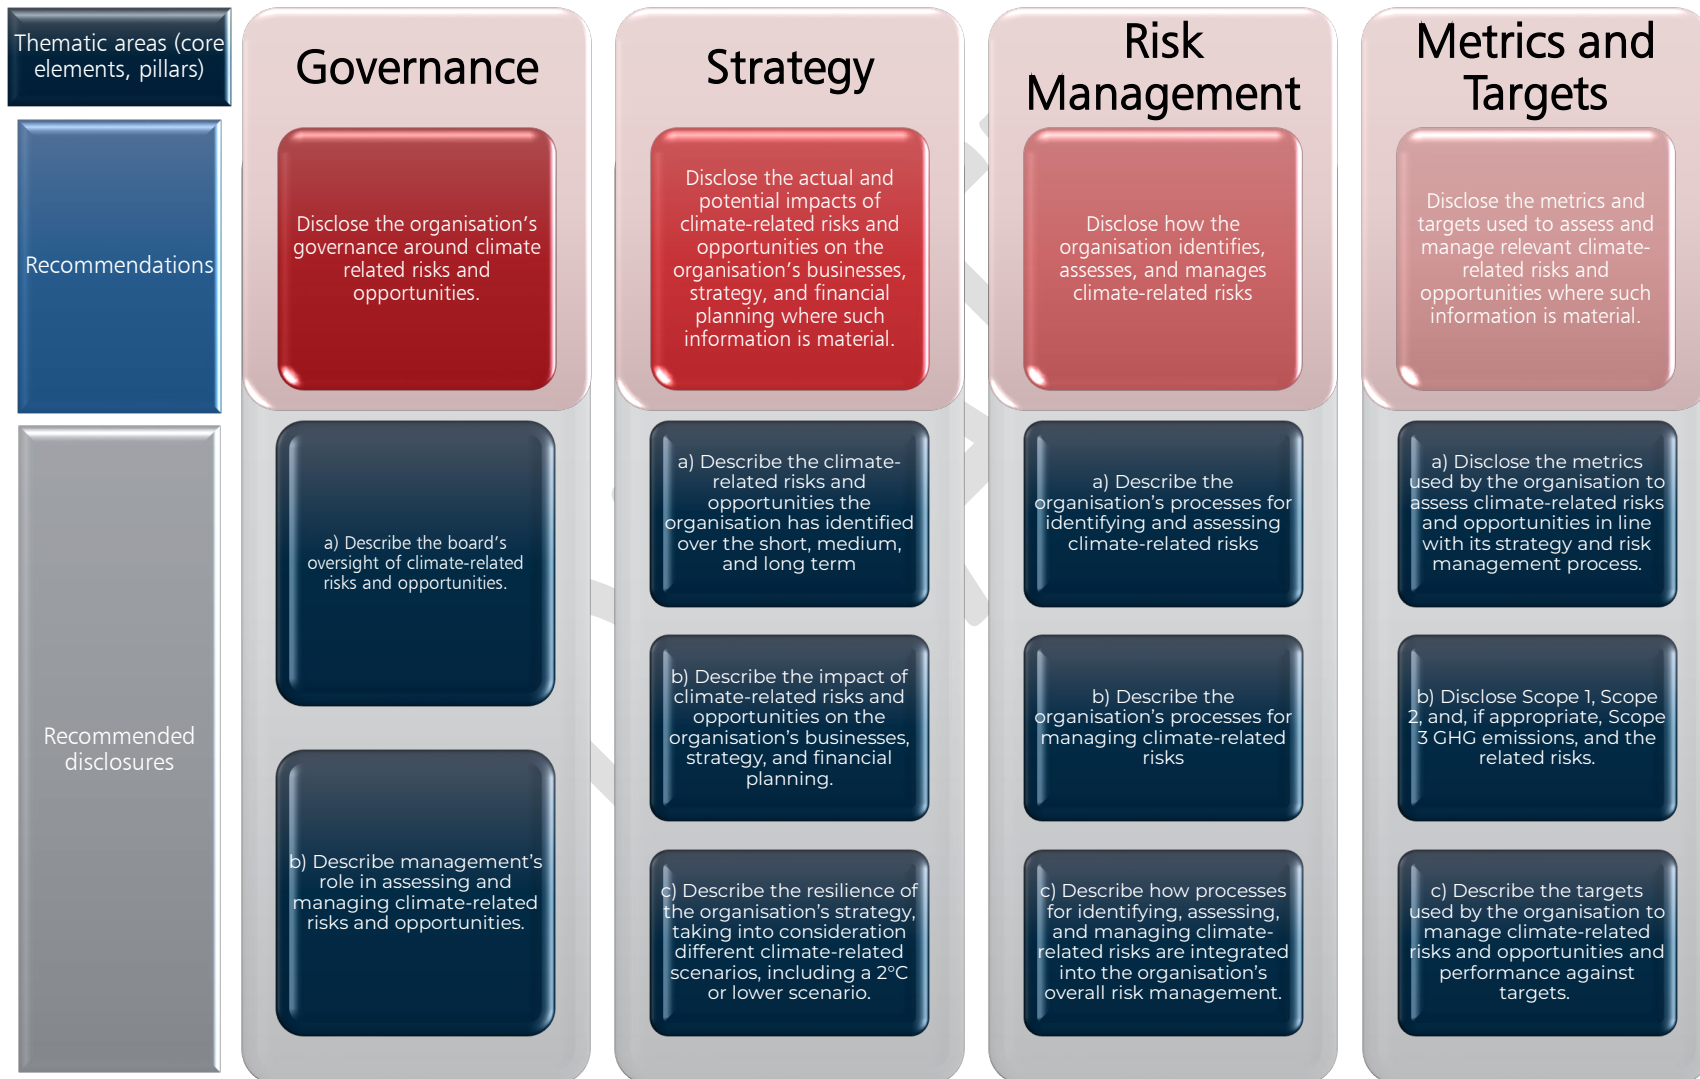 Thematic areas (core
elements, pillars)
Governance
Strategy
Risk
Management
Metrics and
Targets
Recommendations
Disclose the organisation's
governance around climate
related risks and
opportunities.
Disclose the actual and
potential impacts of
climate-related risks and
opportunities on the
organisation's businesses,
strategy, and financial
planning where such
information is material.
Disclose how the
organisation identifies,
assesses, and manages
climate-related risks
Disclose the metrics and
targets used to assess and
manage relevant climate-
related risks and
opportunities where such
information is material.
Recommended
disclosures
a) Describe the board's
oversight of climate-related
risks and opportunities.
b) Describe management's
role in assessing and
managing climate-related
risks and opportunities.
a) Describe the climate-
related risks and
opportunities the
organisation has identified
over the short, medium,
and long term
b) Describe the impact of
climate-related risks and
opportunities on the
organisation's businesses,
strategy, and financial
planning.
c) Describe the resilience of
the organisation's strategy,
taking into consideration
different climate-related
scenarios, including a 2°C
or lower scenario.
a) Describe the
organisation's processes for
identifying and assessing
climate-related risks
b) Describe the
organisation's processes for
managing climate-related
risks
c) Describe how processes
for identifying, assessing,
and managing climate-
related risks are integrated
into the organisation's
overall risk management.
a) Disclose the metrics
used by the organisation to
assess climate-related risks
and opportunities in line
with its strategy and risk
management process.
b) Disclose Scope 1, Scope
2, and, if appropriate, Scope
3 GHG emissions, and the
related risks.
c) Describe the targets
used by the organisation to
manage climate-related
risks and opportunities and
performance against
targets.